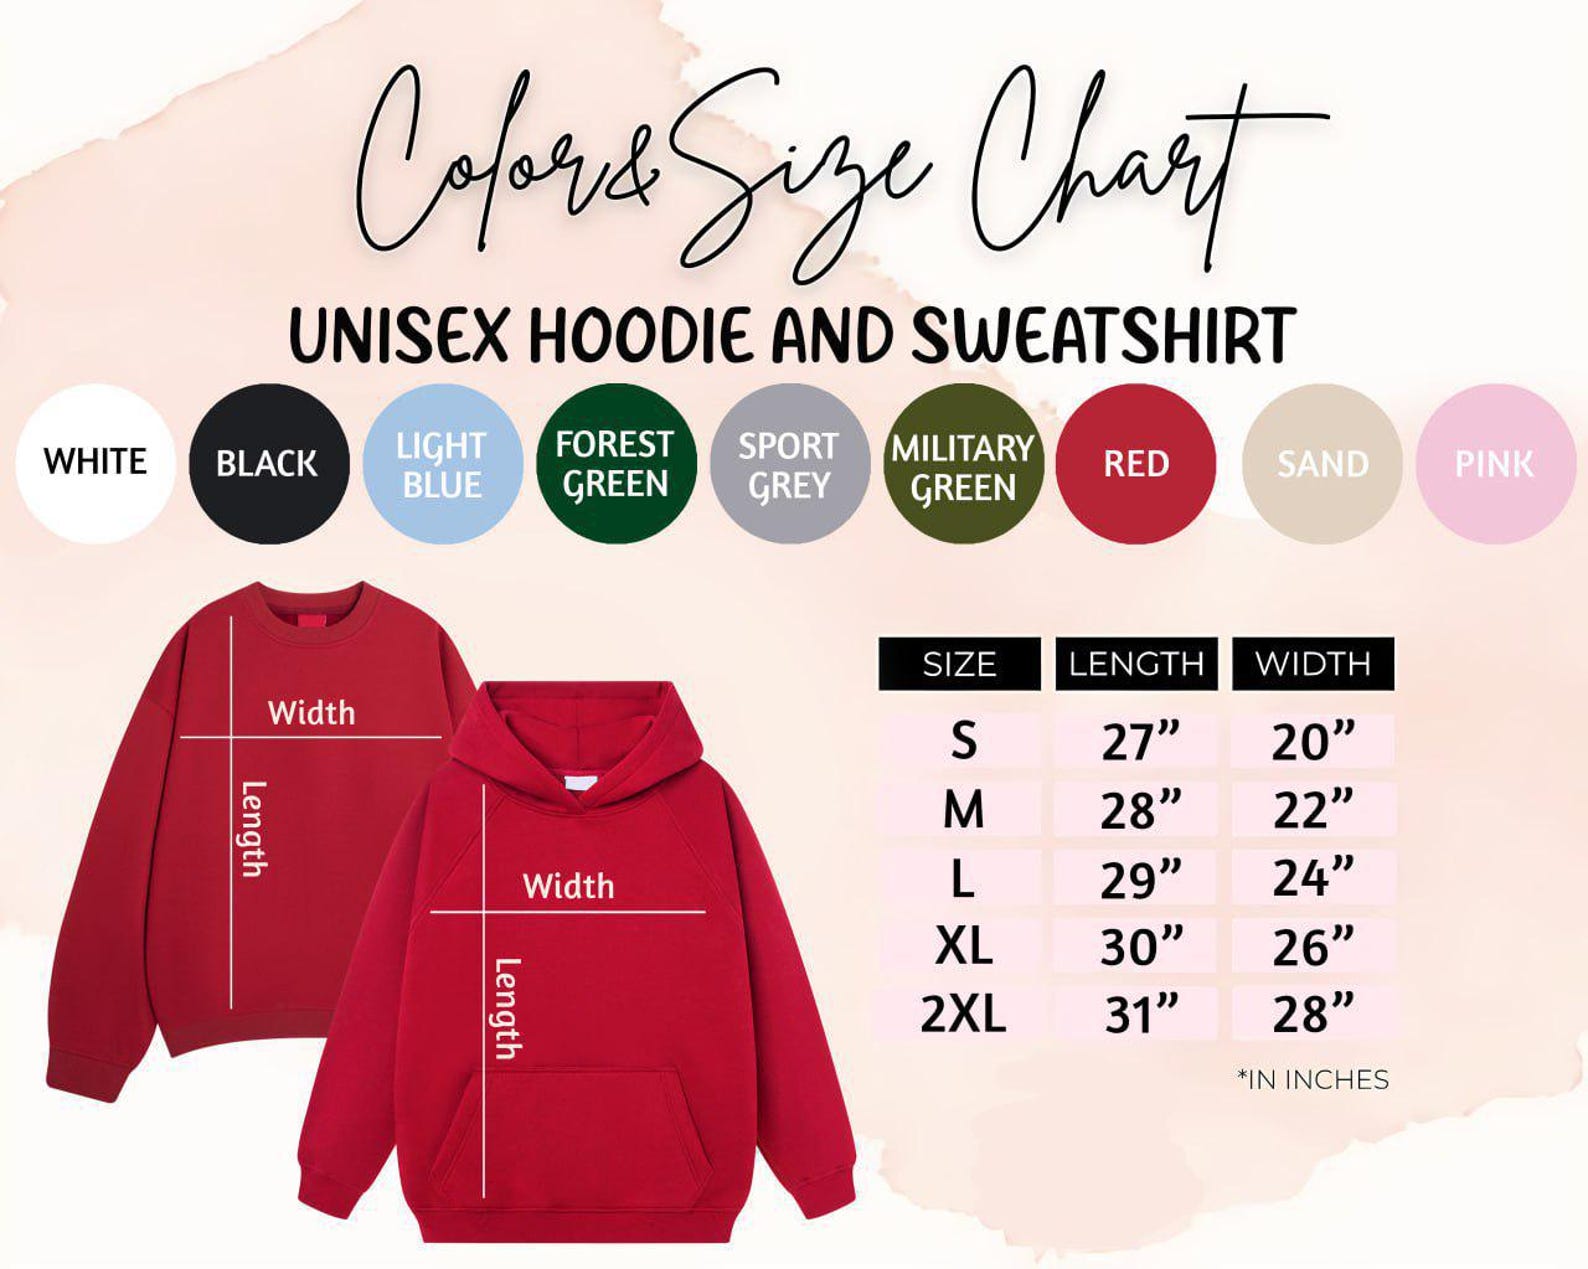 Color & Size Chart
UNISEX HOODIE AND SWEATSHIRT
WHITE
BLACK
LIGHT
BLUE
FOREST
GREEN
SPORT
GREY
MILITARY
GREEN
RED
SAND
PINK
Width
Length
Width
Length
SIZE LENGTH WIDTH
S 27” 20”
M 28” 22”
L 29” 24”
XL 30” 26”
2XL 31” 28”
*IN INCHES